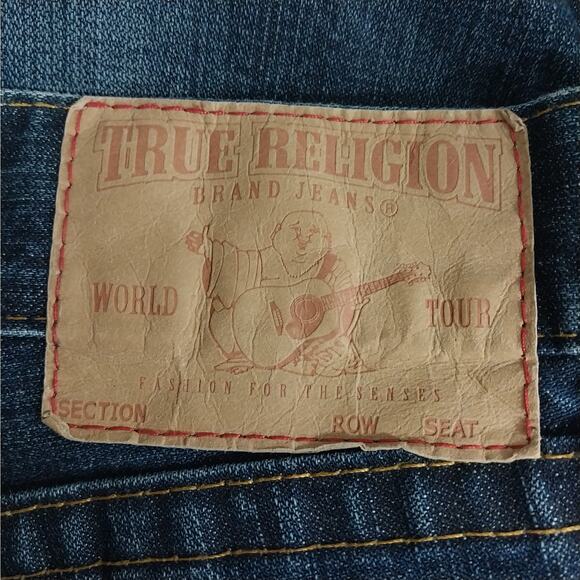 TRUE RELIGION
BRAND JEANS®
WORLD TOUR
FASHION FOR THE SENSES
SECTION ROW SEAT